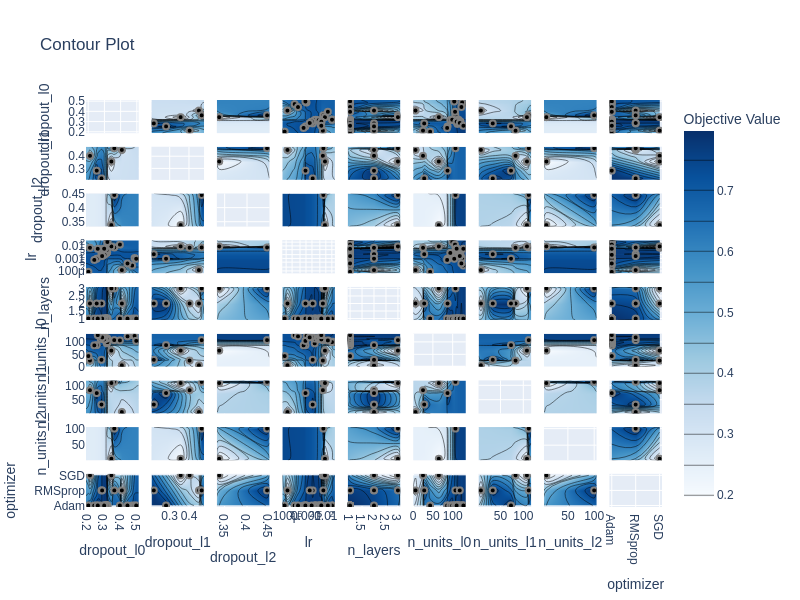 Contour Plot
Objective Value
dropout_l0
0.5
0.4
0.3
0.2
0.4
0.3
dropout_l2
0.45
0.4
0.35
lr
0.01
0.001
n_layers
3
2.5
2
1.5
1
n_units_l0
100
50
0
n_units_l1
100
50
n_units_l2
100
50
optimizer
SGD
RMSprop
Adam
0.7
0.6
0.5
0.4
0.3
0.2
0.2
0.3
0.4
0.5
dropout_l0
0.3 0.4
dropout_l1
0.35
0.4
0.45
dropout_l2
lr
1
1.5
2
2.5
3
n_layers
0 50 100
n_units_l0
50 100
n_units_l1
50 100
n_units_l2
Adam
RMSprop
SGD
optimizer